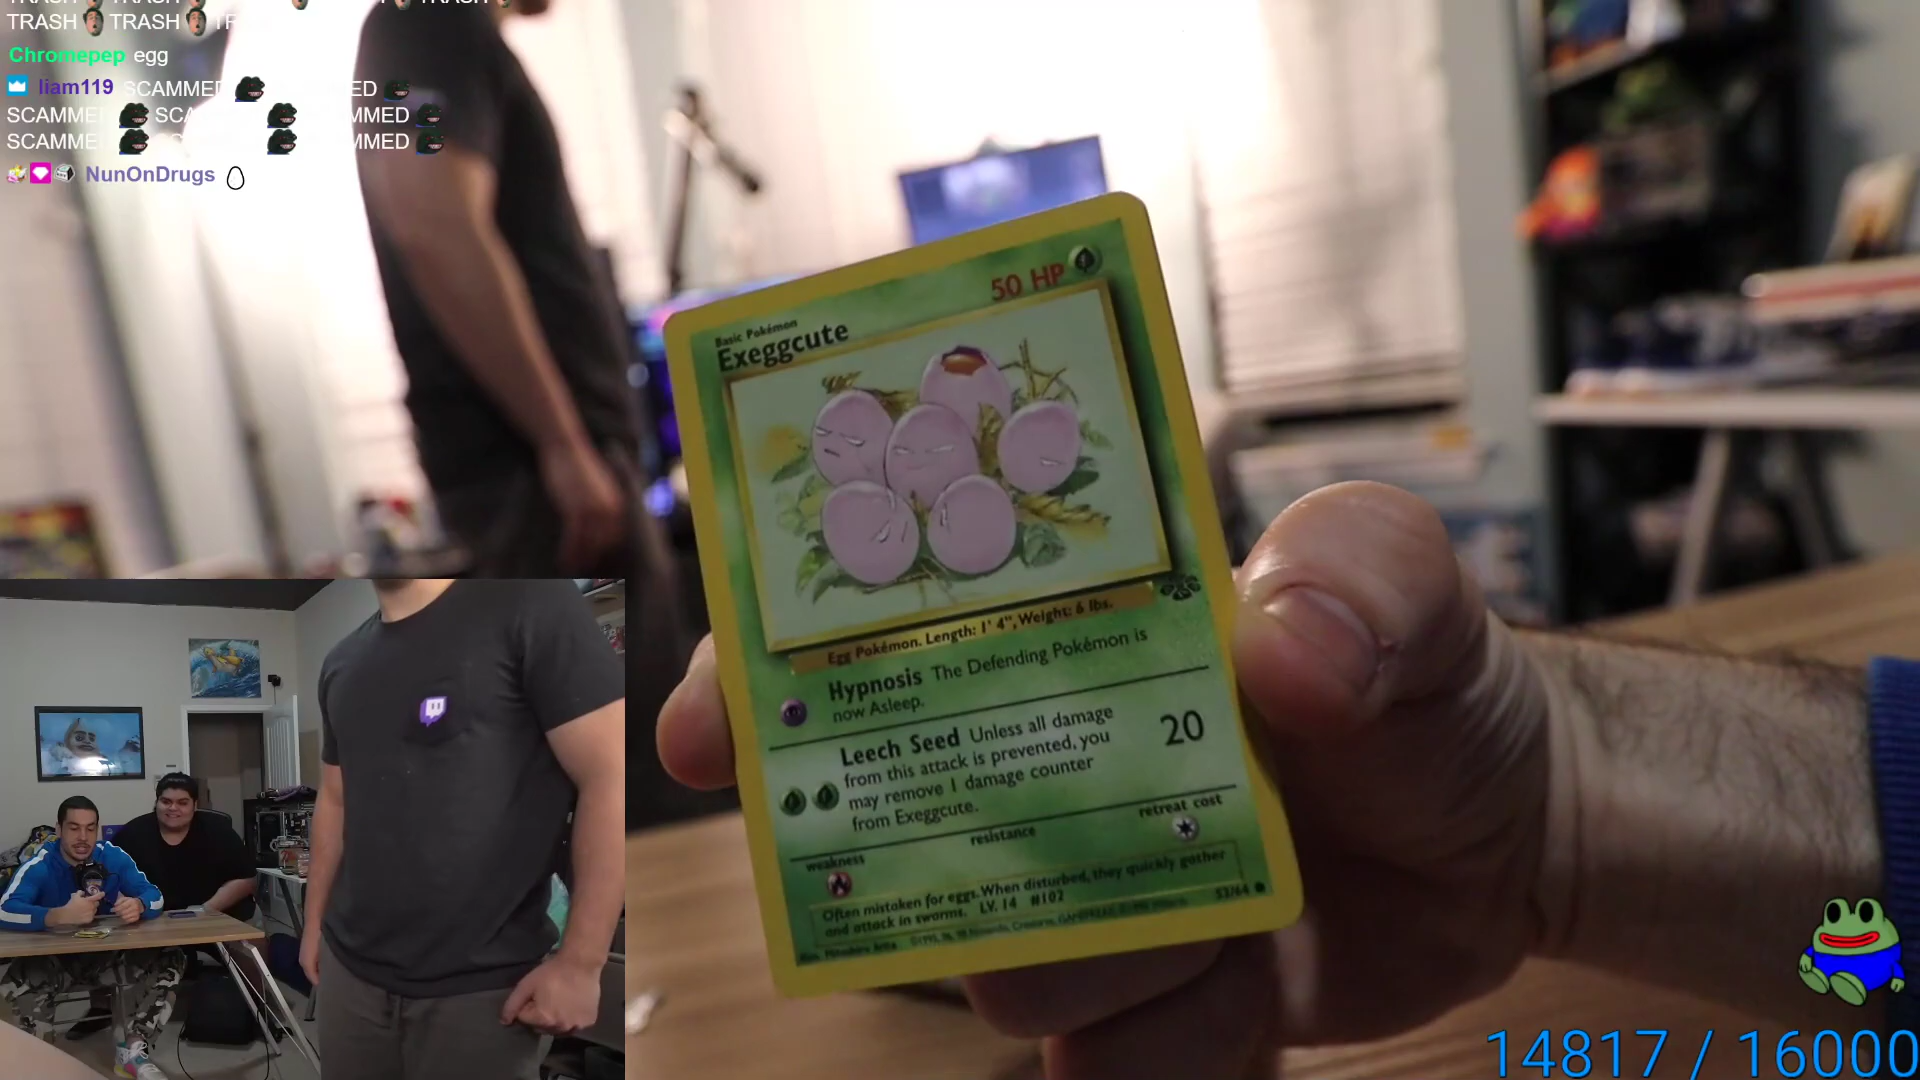 TRASH TRASH TR
Chromepep egg
liam119 SCAMMED
SCAMMED
SCAMMED
NunOnDrugs
50 HP
Basic Pokémon
Exeggcute
Egg Pokémon. Length: 1' 4", Weight: 6 lbs.
Hypnosis The Defending Pokémon is
now Asleep.
Leech Seed Unless all damage
from this attack is prevented, you
may remove 1 damage counter
from Exeggcute.
20
weakness
resistance
retreat cost
Often mistaken for eggs. When disturbed, they quickly gather
and attack in swarms. LV. 14 #102
53/64
14817 / 16000